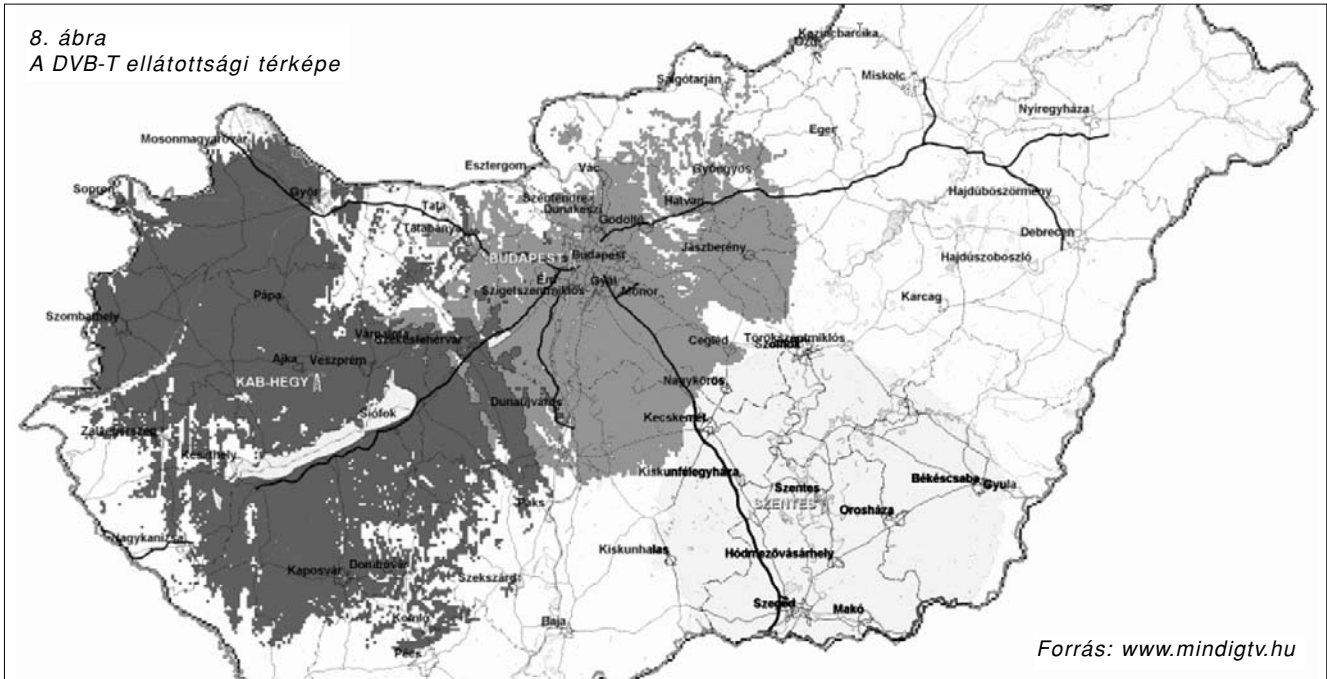 8. ábra
A DVB-T ellátottsági térképe
Kazincbarcika
Ózd
Salgótarján
Miskolc
Nyíregyháza
Mosonmagyaróvár
Eger
Esztergom
Vác
Gyöngyös
Sopron
Győr
Tata
Szentendre
Dunakeszi
Hatvan
Hajdúböszörmény
Tatabánya
Gödöllő
Debrecen
BUDAPEST
Budapest
Jászberény
Hajdúszoboszló
Érd
Gyál
Szigetszentmiklós
Monor
Pápa
Karcag
Szombathely
Várpalota
Székesfehérvár
Cegléd
Törökszentmiklós
Szolnok
Ajka
Veszprém
KAB-HEGY
Nagykőrös
Siófok
Dunaújváros
Kecskemét
Zalaegerszeg
Keszthely
Kiskunfélegyháza
Békéscsaba
Gyula
Szentes
SZENTES
Paks
Orosháza
Nagykanizsa
Kiskunhalas
Hódmezővásárhely
Kaposvár
Dombóvár
Szekszárd
Szeged
Makó
Komló
Baja
Pécs
Forrás: www.mindigtv.hu